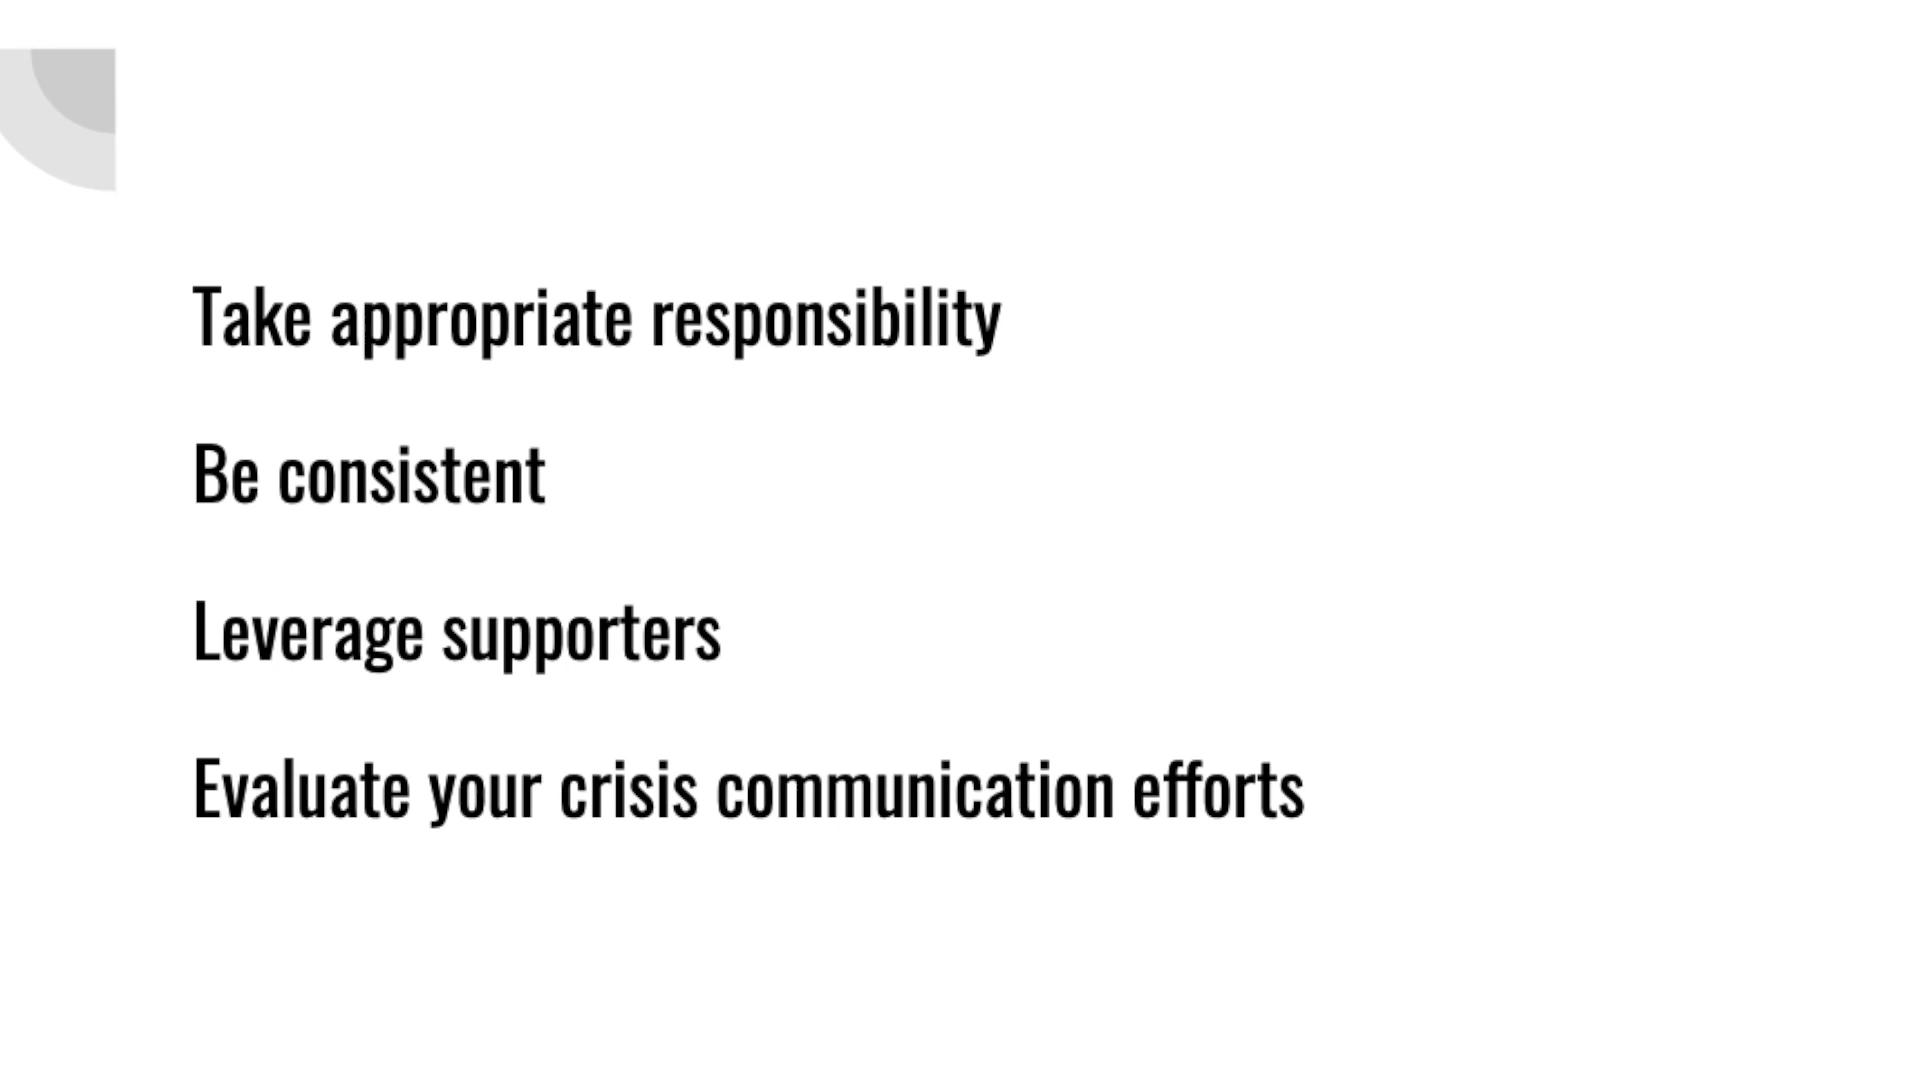 Take appropriate responsibility
Be consistent
Leverage supporters
Evaluate your crisis communication efforts